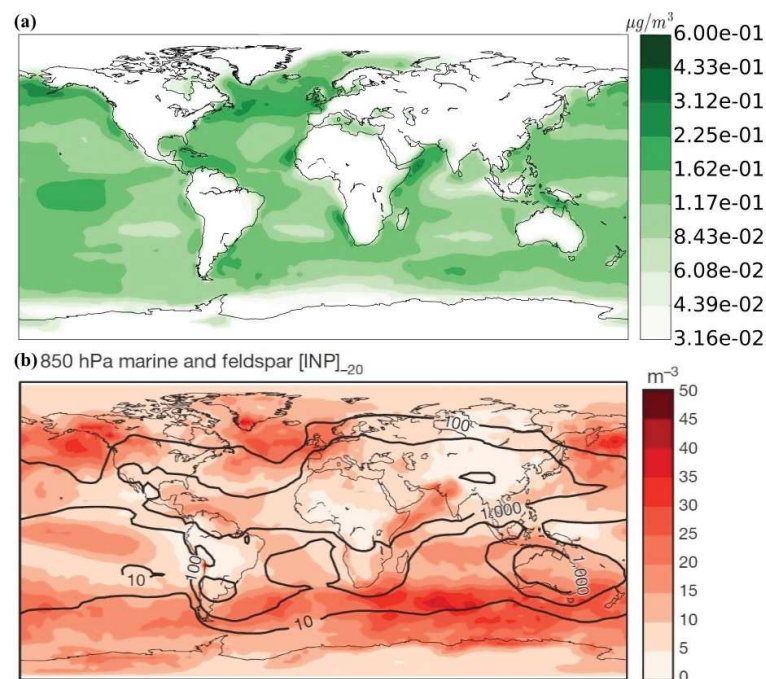 (a)
μg/m³
6.00e-01
4.33e-01
3.12e-01
2.25e-01
1.62e-01
1.17e-01
8.43e-02
6.08e-02
4.39e-02
3.16e-02
(b) 850 hPa marine and feldspar [INP]_-20
m⁻³
50
45
40
35
30
25
20
15
10
5
0
100
1,000
100
1,000
10
10